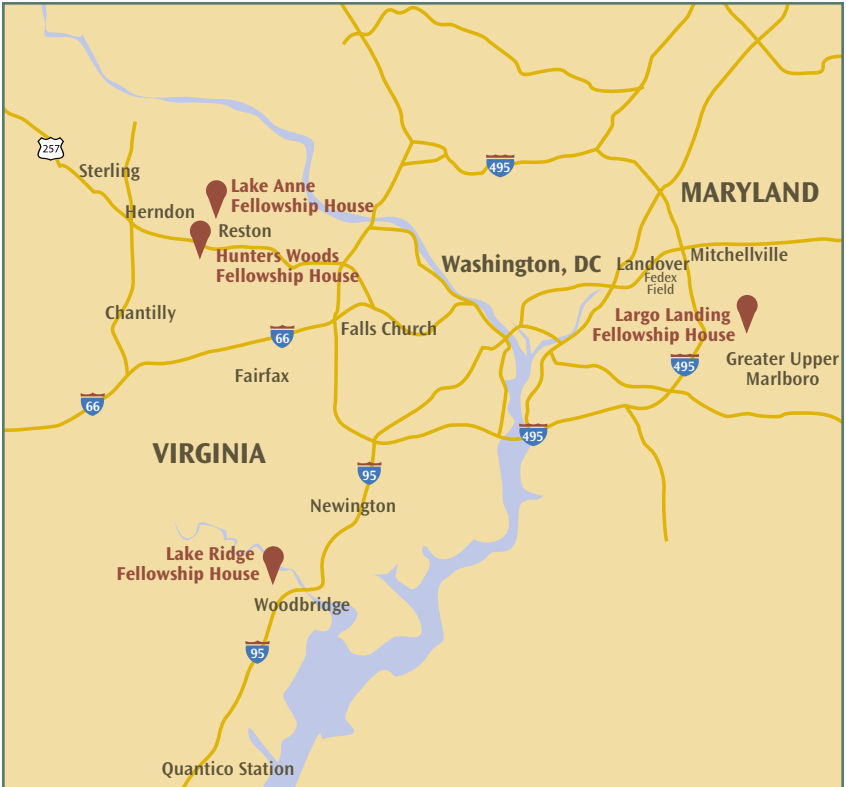 257
Sterling
Lake Anne
Fellowship House
Herndon
Reston
Hunters Woods
Fellowship House
495
MARYLAND
Washington, DC
Landover
Mitchellville
Fedex
Field
Chantilly
Largo Landing
Fellowship House
Falls Church
66
Fairfax
495
Greater Upper
Marlboro
66
495
VIRGINIA
95
Newington
Lake Ridge
Fellowship House
Woodbridge
95
Quantico Station